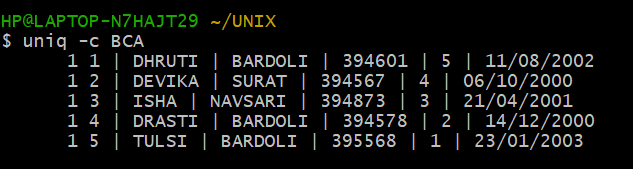 HP@LAPTOP-N7HAJT29 ~/UNIX
$ uniq -c BCA
1 1 | DHRUTI | BARDOLI | 394601 | 5 | 11/08/2002
1 2 | DEVIKA | SURAT | 394567 | 4 | 06/10/2000
1 3 | ISHA | NAVSARI | 394873 | 3 | 21/04/2001
1 4 | DRASTI | BARDOLI | 394578 | 2 | 14/12/2000
1 5 | TULSI | BARDOLI | 395568 | 1 | 23/01/2003